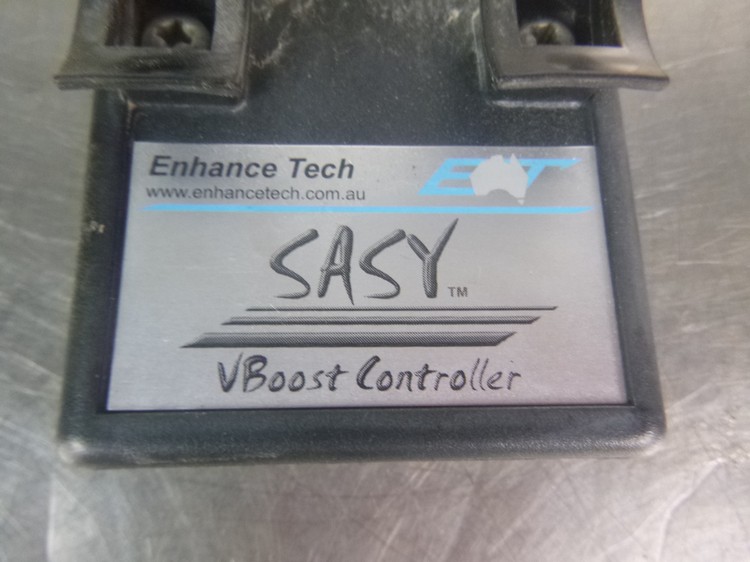 Enhance Tech
www.enhancetech.com.au
ET
SASY™
VBoost Controller